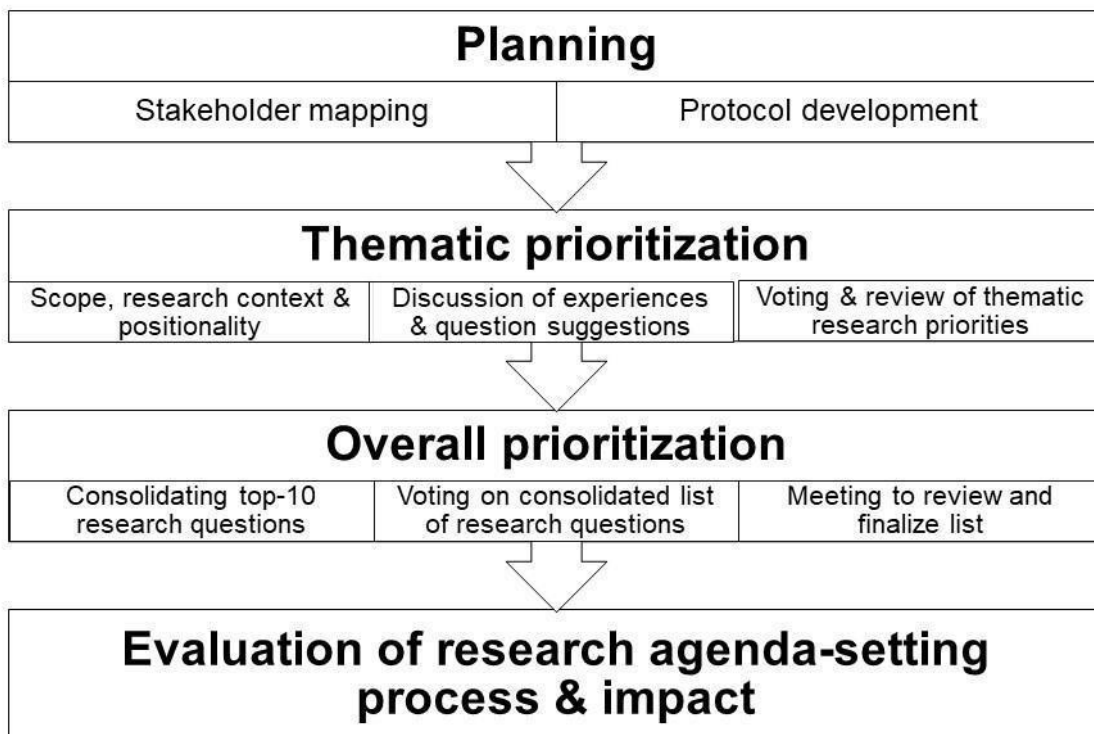 Planning
Stakeholder mapping
Protocol development
Thematic prioritization
Scope, research context &
positionality
Discussion of experiences
& question suggestions
Voting & review of thematic
research priorities
Overall prioritization
Consolidating top-10
research questions
Voting on consolidated list
of research questions
Meeting to review and
finalize list
Evaluation of research agenda-setting
process & impact